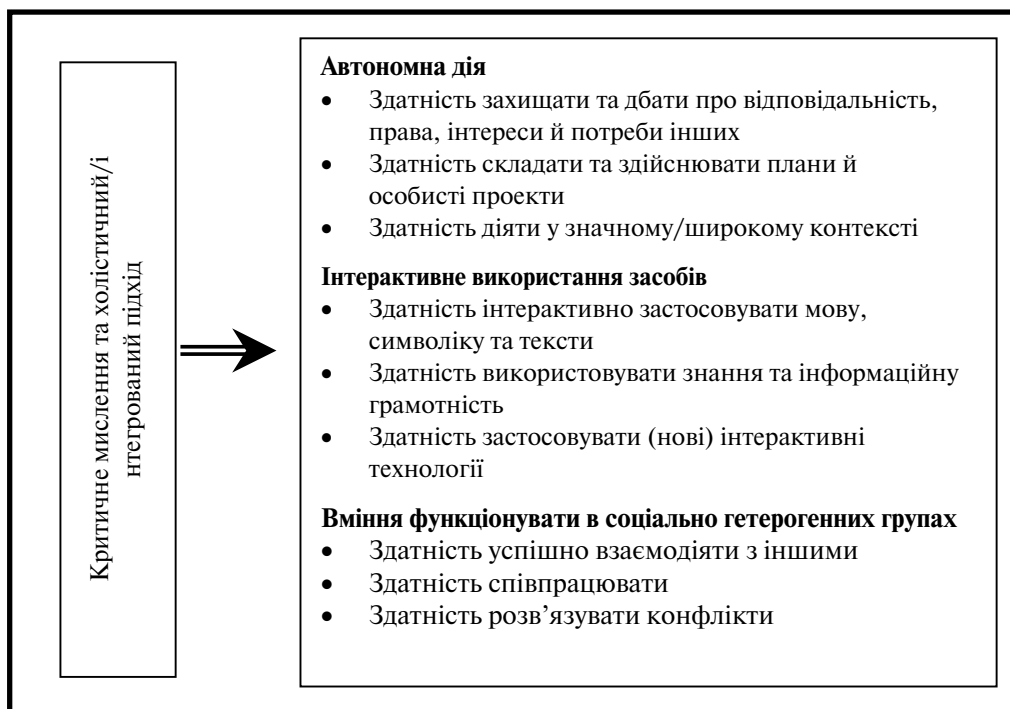 Критичне мислення та холістичний/і
нтегрований підхід
Автономна дія
• Здатність захищати та дбати про відповідальність,
права, інтереси й потреби інших
• Здатність складати та здійснювати плани й
особисті проекти
• Здатність діяти у значному/широкому контексті
Інтерактивне використання засобів
• Здатність інтерактивно застосовувати мову,
символіку та тексти
• Здатність використовувати знання та інформаційну
грамотність
• Здатність застосовувати (нові) інтерактивні
технології
Вміння функціонувати в соціально гетерогенних групах
• Здатність успішно взаємодіяти з іншими
• Здатність співпрацювати
• Здатність розв’язувати конфлікти